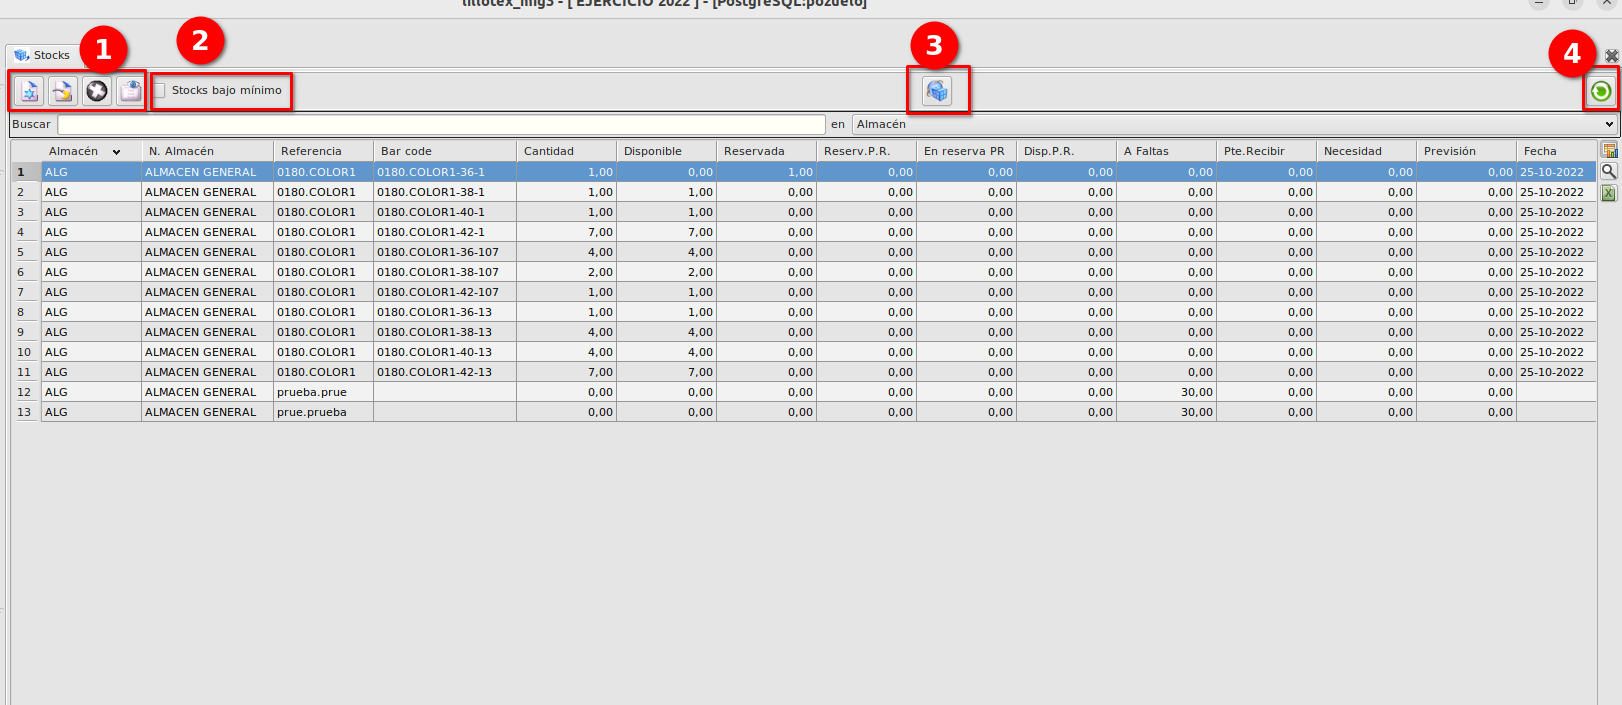 lillotex_mig3 - [ EJERCICIO 2022 ] - [PostgreSQL:pozuelo]
1 2 3 4
Stocks
Stocks bajo mínimo
Buscar en Almacén
Almacén N. Almacén Referencia Bar code Cantidad Disponible Reservada Reserv.P.R. En reserva PR Disp.P.R. A Faltas Pte.Recibir Necesidad Previsión Fecha
1 ALG ALMACEN GENERAL 0180.COLOR1 0180.COLOR1-36-1 1,00 0,00 1,00 0,00 0,00 0,00 0,00 0,00 0,00 0,00 25-10-2022
2 ALG ALMACEN GENERAL 0180.COLOR1 0180.COLOR1-38-1 1,00 1,00 0,00 0,00 0,00 0,00 0,00 0,00 0,00 0,00 25-10-2022
3 ALG ALMACEN GENERAL 0180.COLOR1 0180.COLOR1-40-1 1,00 1,00 0,00 0,00 0,00 0,00 0,00 0,00 0,00 0,00 25-10-2022
4 ALG ALMACEN GENERAL 0180.COLOR1 0180.COLOR1-42-1 7,00 7,00 0,00 0,00 0,00 0,00 0,00 0,00 0,00 0,00 25-10-2022
5 ALG ALMACEN GENERAL 0180.COLOR1 0180.COLOR1-36-107 4,00 4,00 0,00 0,00 0,00 0,00 0,00 0,00 0,00 0,00 25-10-2022
6 ALG ALMACEN GENERAL 0180.COLOR1 0180.COLOR1-38-107 2,00 2,00 0,00 0,00 0,00 0,00 0,00 0,00 0,00 0,00 25-10-2022
7 ALG ALMACEN GENERAL 0180.COLOR1 0180.COLOR1-42-107 1,00 1,00 0,00 0,00 0,00 0,00 0,00 0,00 0,00 0,00 25-10-2022
8 ALG ALMACEN GENERAL 0180.COLOR1 0180.COLOR1-36-13 1,00 1,00 0,00 0,00 0,00 0,00 0,00 0,00 0,00 0,00 25-10-2022
9 ALG ALMACEN GENERAL 0180.COLOR1 0180.COLOR1-38-13 4,00 4,00 0,00 0,00 0,00 0,00 0,00 0,00 0,00 0,00 25-10-2022
10 ALG ALMACEN GENERAL 0180.COLOR1 0180.COLOR1-40-13 4,00 4,00 0,00 0,00 0,00 0,00 0,00 0,00 0,00 0,00 25-10-2022
11 ALG ALMACEN GENERAL 0180.COLOR1 0180.COLOR1-42-13 7,00 7,00 0,00 0,00 0,00 0,00 0,00 0,00 0,00 0,00 25-10-2022
12 ALG ALMACEN GENERAL prueba.prue 0,00 0,00 0,00 0,00 0,00 0,00 30,00 0,00 0,00 0,00
13 ALG ALMACEN GENERAL prue.prueba 0,00 0,00 0,00 0,00 0,00 0,00 30,00 0,00 0,00 0,00